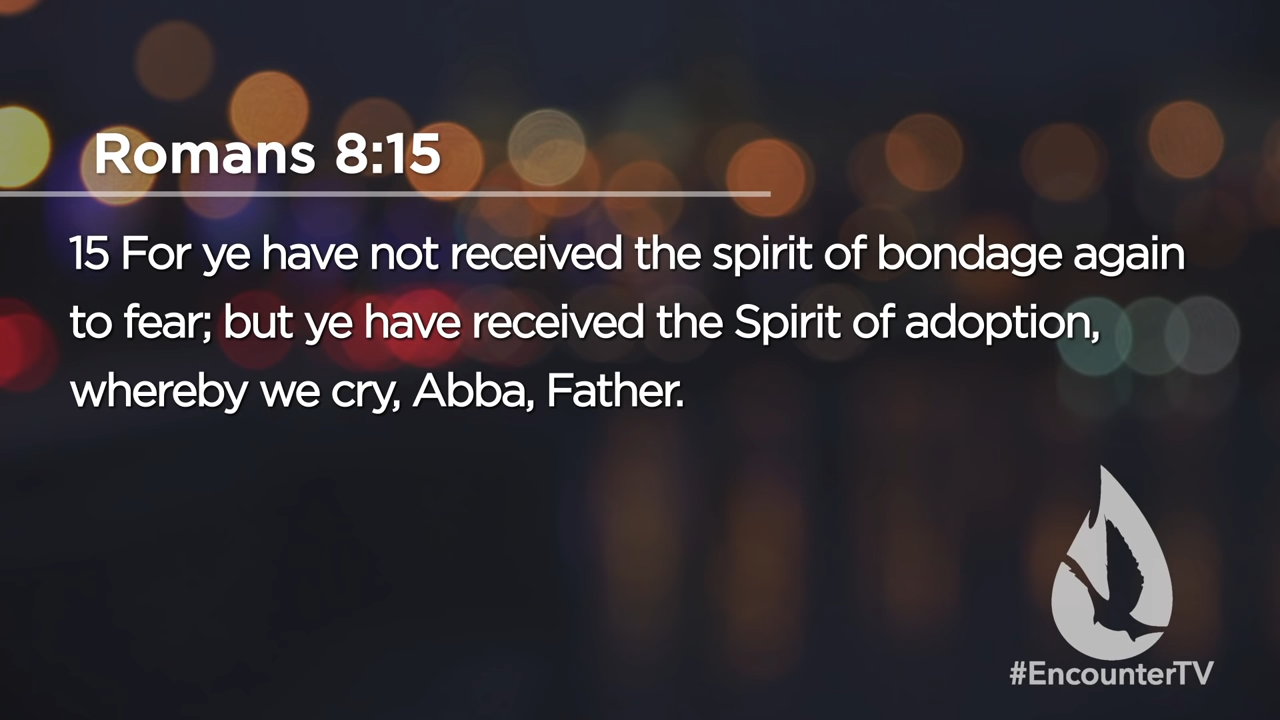 Romans 8:15
15 For ye have not received the spirit of bondage again
to fear; but ye have received the Spirit of adoption,
whereby we cry, Abba, Father.
#EncounterTV